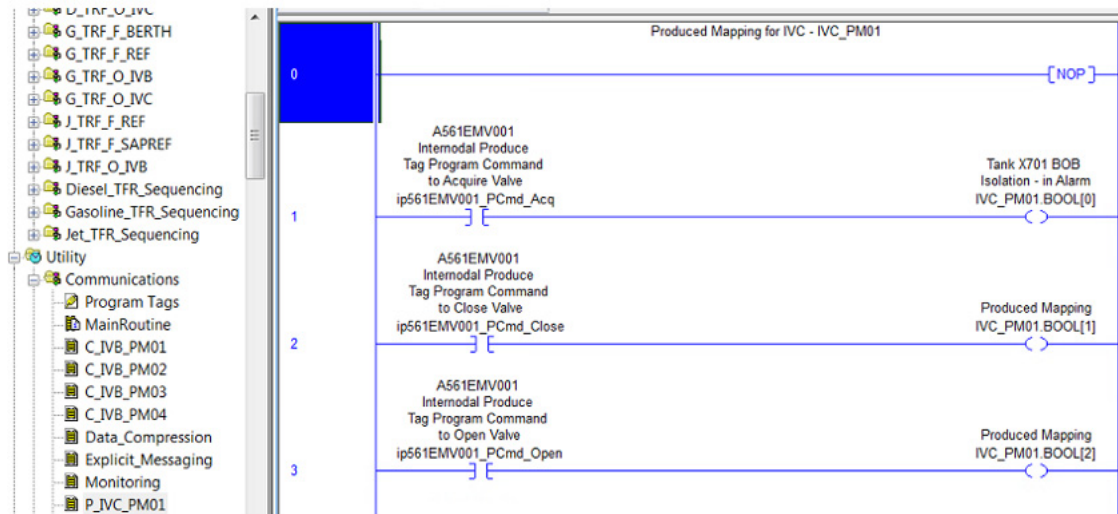 D_TRF_O_IVC
G_TRF_F_BERTH
G_TRF_F_REF
G_TRF_O_IVB
G_TRF_O_IVC
J_TRF_F_REF
J_TRF_F_SAPREF
J_TRF_O_IVB
Diesel_TFR_Sequencing
Gasoline_TFR_Sequencing
Jet_TFR_Sequencing
Utility
Communications
Program Tags
MainRoutine
C_IVB_PM01
C_IVB_PM02
C_IVB_PM03
C_IVB_PM04
Data_Compression
Explicit_Messaging
Monitoring
P_IVC_PM01
Produced Mapping for IVC - IVC_PM01
0
NOP
A561EMV001
Internodal Produce
Tag Program Command
to Acquire Valve
ip561EMV001_PCmd_Acq
Tank X701 BOB
Isolation - in Alarm
IVC_PM01.BOOL[0]
1
A561EMV001
Internodal Produce
Tag Program Command
to Close Valve
ip561EMV001_PCmd_Close
Produced Mapping
IVC_PM01.BOOL[1]
2
A561EMV001
Internodal Produce
Tag Program Command
to Open Valve
ip561EMV001_PCmd_Open
Produced Mapping
IVC_PM01.BOOL[2]
3